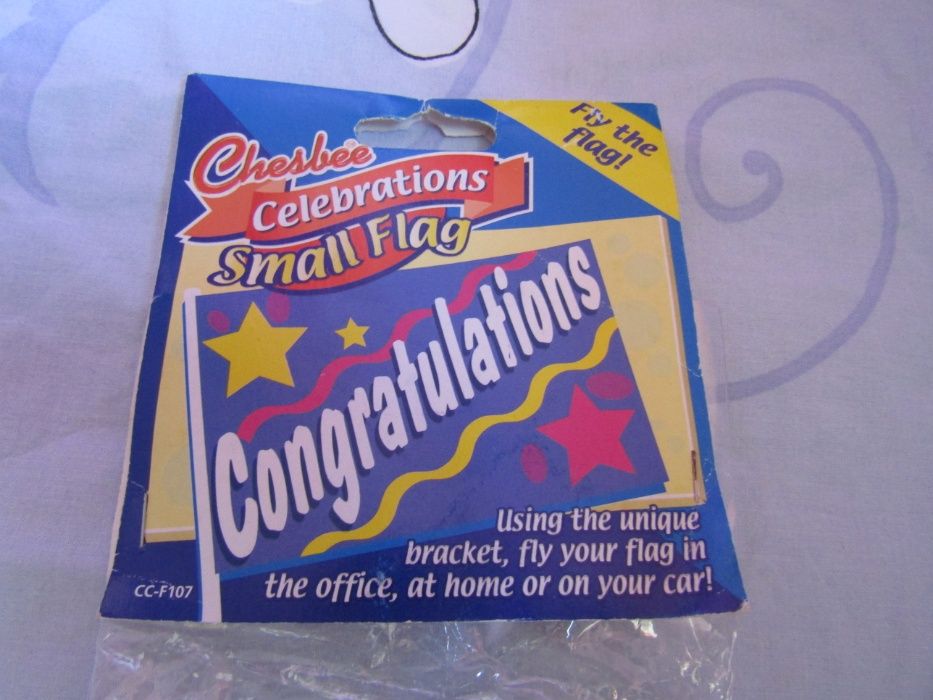 Fly the
flag!
Chesbee®
Celebrations
Small Flag
Congratulations
Using the unique
bracket, fly your flag in
the office, at home or on your car!
CC-F107